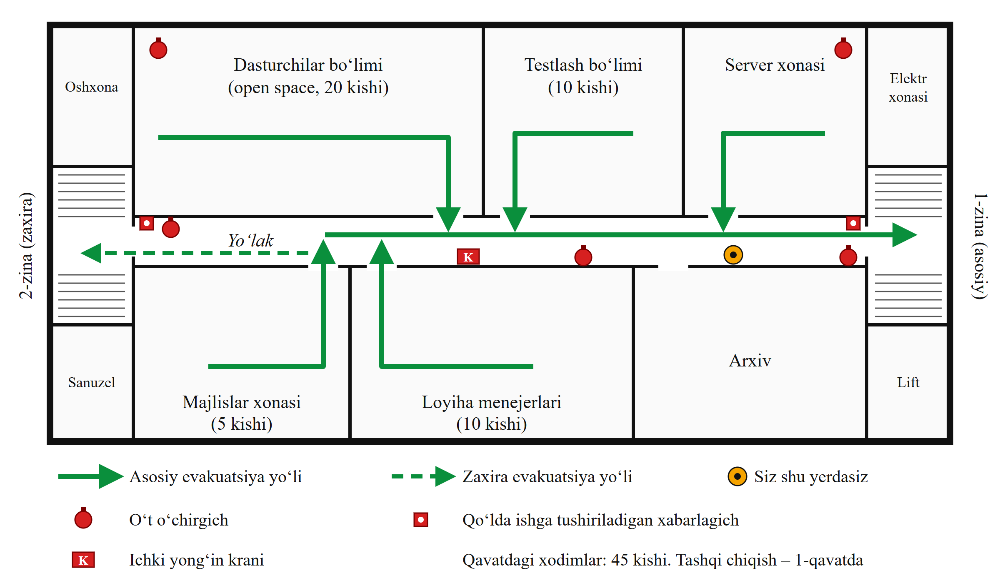 Oshxona
Dasturchilar bo‘limi
(open space, 20 kishi)
Testlash bo‘limi
(10 kishi)
Server xonasi
Elektr
xonasi
2-zina (zaxira)
Yo‘lak
K
1-zina (asosiy)
Sanuzel
Majlislar xonasi
(5 kishi)
Loyiha menejerlari
(10 kishi)
Arxiv
Lift
Asosiy evakuatsiya yo‘li
Zaxira evakuatsiya yo‘li
Siz shu yerdasiz
O‘t o‘chirgich
Qo‘lda ishga tushiriladigan xabarlagich
K
Ichki yong‘in krani
Qavatdagi xodimlar: 45 kishi. Tashqi chiqish – 1-qavatda